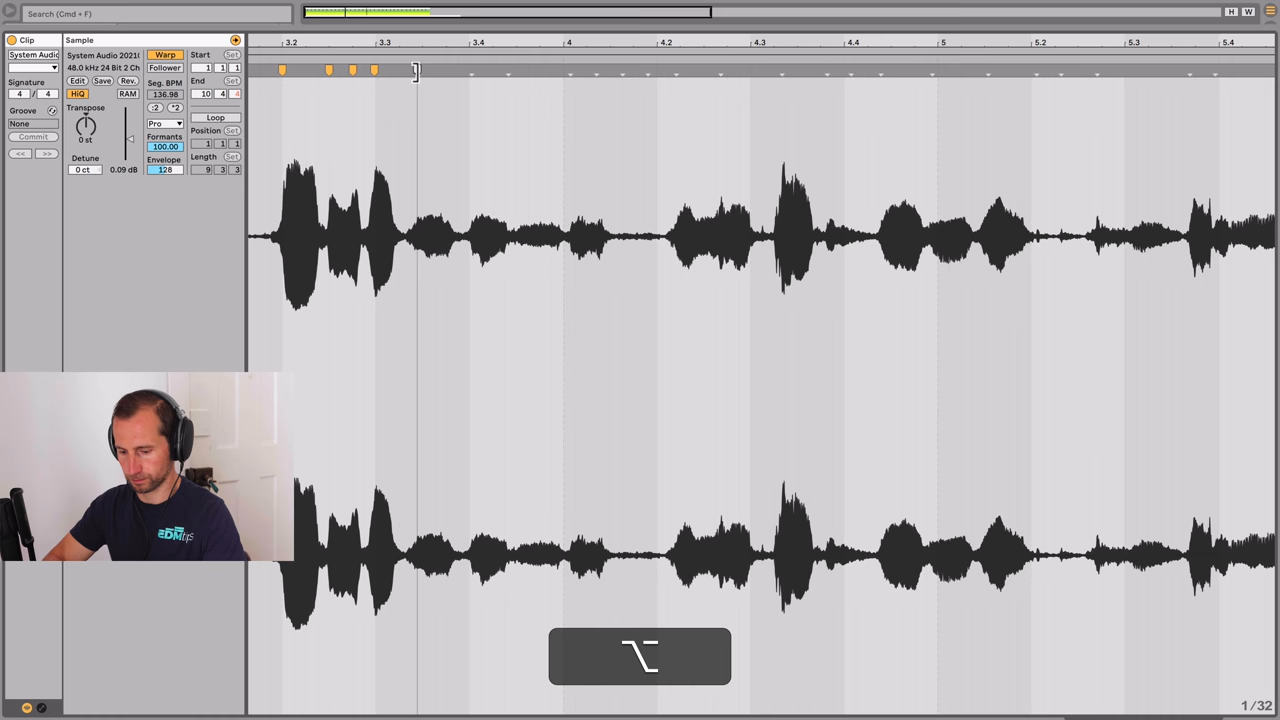 Search (Cmd + F)
H W
Clip
Sample
3.2 3.3 3.4 4 4.2 4.3 4.4 5 5.2 5.3 5.4
System Audio
System Audio 20210
Warp
Start
Set
48.0 kHz 24 Bit 2 Ch
Follower
1 1 1
Signature
Edit Save Rev.
Seg. BPM
End
Set
4 / 4
HiQ
RAM
136.98
10 4 4
Groove
Transpose
:2 *2
None
Pro
Loop
Commit
Formants
Position
Set
0 st
100.00
1 1 1
<< >>
Detune
Envelope
Length
Set
0 ct
0.09 dB
128
9 3 3
EDMtips
⌥
1/32